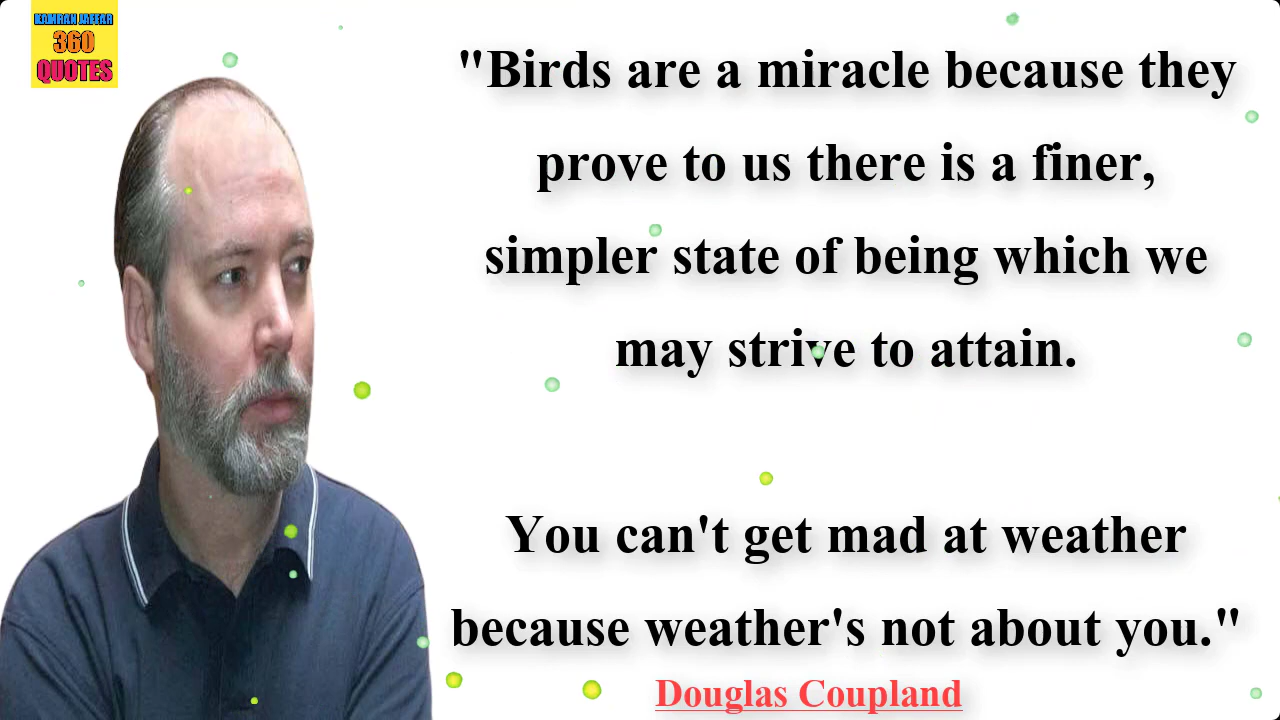 KAMRAN JAFFAR
360
QUOTES
"Birds are a miracle because they
prove to us there is a finer,
simpler state of being which we
may strive to attain.
You can't get mad at weather
because weather's not about you."
Douglas Coupland